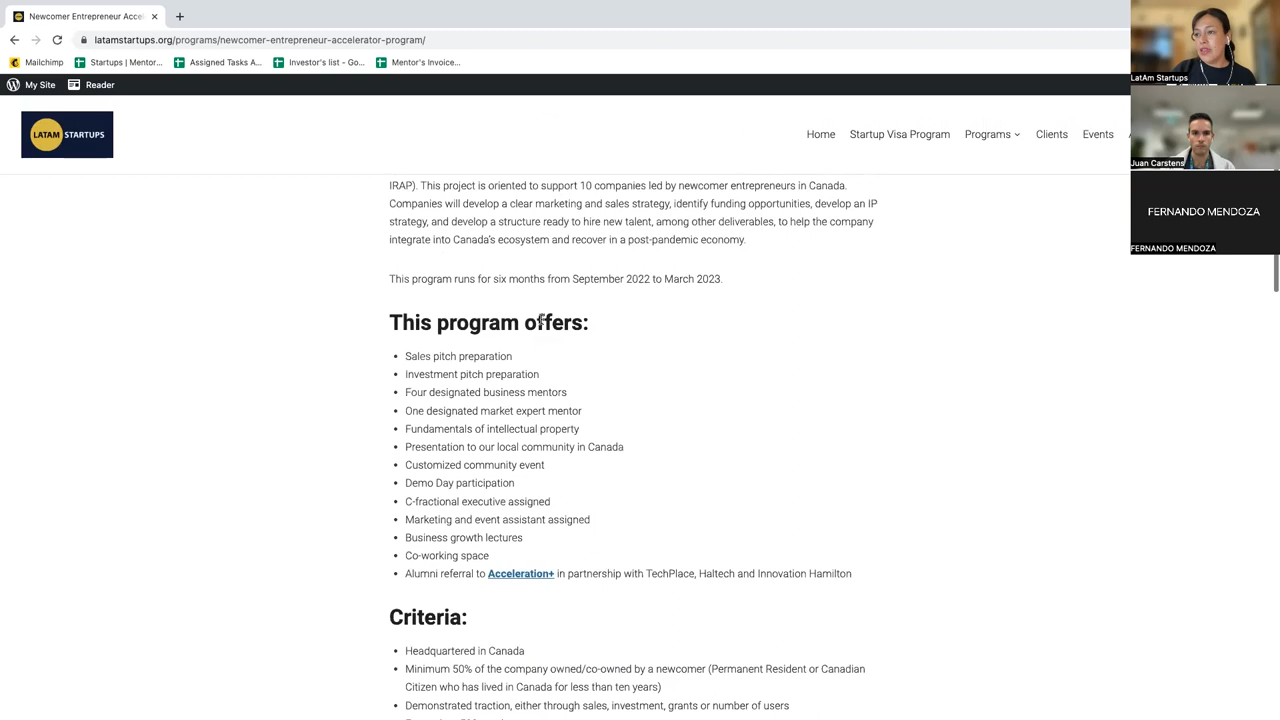 Newcomer Entrepreneur Accel
latamstartups.org/programs/newcomer-entrepreneur-accelerator-program/
Mailchimp
Startups | Mentor...
Assigned Tasks A...
Investor's list - Go...
Mentor's Invoice...
My Site
Reader
LATAM STARTUPS
Home
Startup Visa Program
Programs
Clients
Events
LatAm Startups
Juan Carstens
FERNANDO MENDOZA
FERNANDO MENDOZA
IRAP). This project is oriented to support 10 companies led by newcomer entrepreneurs in Canada.
Companies will develop a clear marketing and sales strategy, identify funding opportunities, develop an IP
strategy, and develop a structure ready to hire new talent, among other deliverables, to help the company
integrate into Canada's ecosystem and recover in a post-pandemic economy.
This program runs for six months from September 2022 to March 2023.
This program offers:
• Sales pitch preparation
• Investment pitch preparation
• Four designated business mentors
• One designated market expert mentor
• Fundamentals of intellectual property
• Presentation to our local community in Canada
• Customized community event
• Demo Day participation
• C-fractional executive assigned
• Marketing and event assistant assigned
• Business growth lectures
• Co-working space
• Alumni referral to Acceleration+ in partnership with TechPlace, Haltech and Innovation Hamilton
Criteria:
• Headquartered in Canada
• Minimum 50% of the company owned/co-owned by a newcomer (Permanent Resident or Canadian
Citizen who has lived in Canada for less than ten years)
• Demonstrated traction, either through sales, investment, grants or number of users